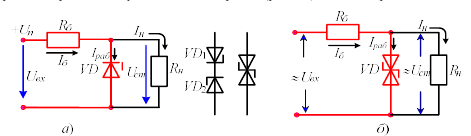 +Uп
Rб
Iб
Iраб
VD
Uвх
Uст
Iн
Rн
VD1
VD2
а)
Rб
Iб
Iраб
VD
≈Uвх
≈Uст
Iн
Rн
б)